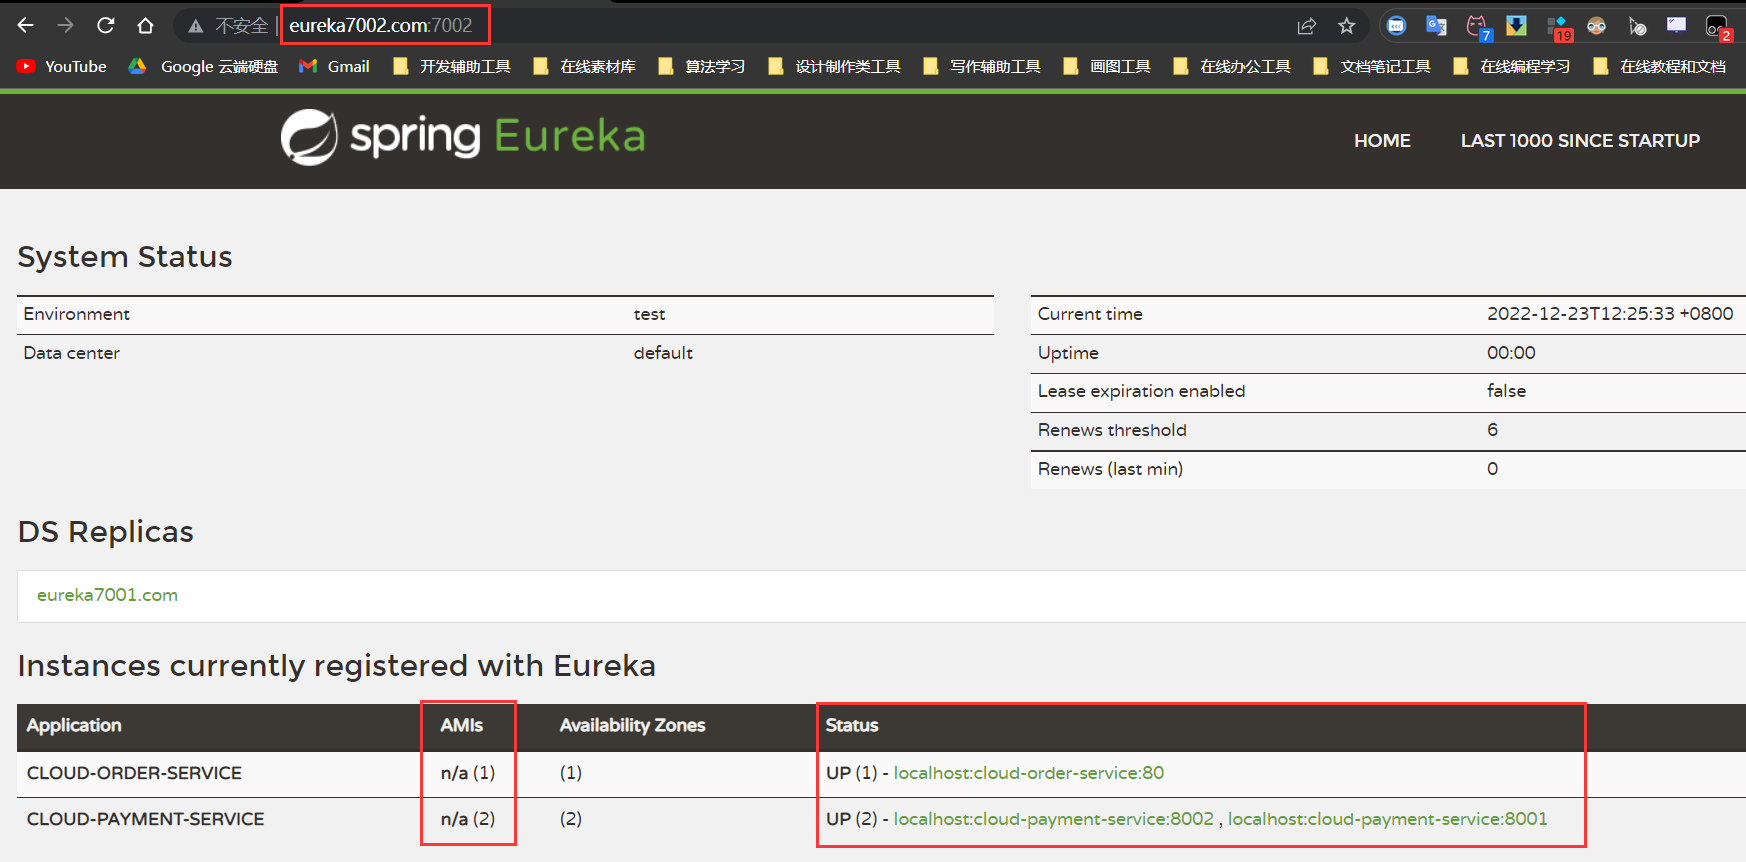 不安全 eureka7002.com:7002
7 19 2
YouTube Google 云端硬盘 Gmail 开发辅助工具 在线素材库 算法学习 设计制作类工具 写作辅助工具 画图工具 在线办公工具 文档笔记工具 在线编程学习 在线教程和文档
spring Eureka HOME LAST 1000 SINCE STARTUP
System Status
Environment test
Data center default
Current time 2022-12-23T12:25:33 +0800
Uptime 00:00
Lease expiration enabled false
Renews threshold 6
Renews (last min) 0
DS Replicas
eureka7001.com
Instances currently registered with Eureka
Application AMIs Availability Zones Status
CLOUD-ORDER-SERVICE n/a (1) (1) UP (1) - localhost:cloud-order-service:80
CLOUD-PAYMENT-SERVICE n/a (2) (2) UP (2) - localhost:cloud-payment-service:8002 , localhost:cloud-payment-service:8001